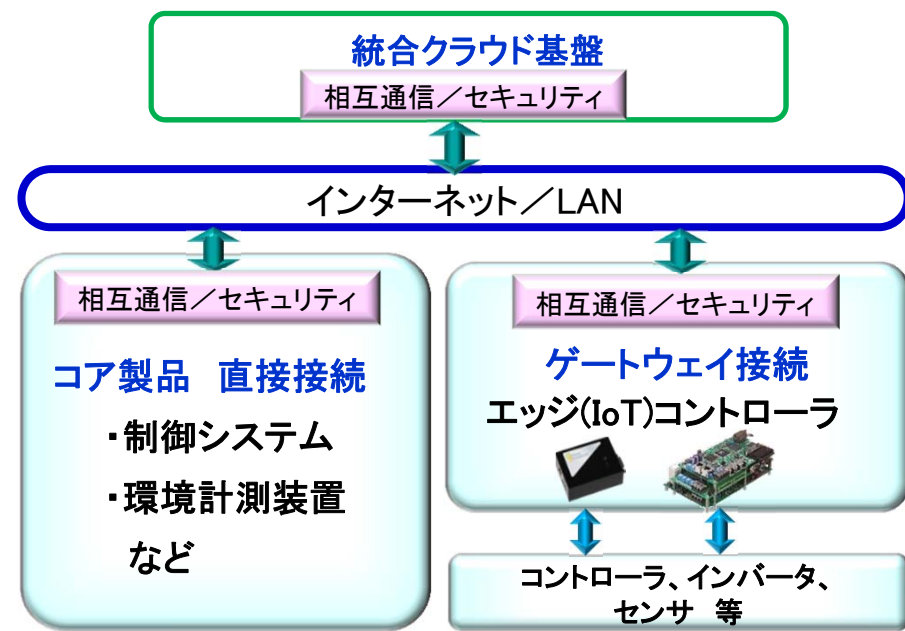 統合クラウド基盤
相互通信／セキュリティ
インターネット／LAN
相互通信／セキュリティ
コア製品　直接接続
・制御システム
・環境計測装置
など
相互通信／セキュリティ
ゲートウェイ接続
エッジ(IoT)コントローラ
コントローラ、インバータ、
センサ　等